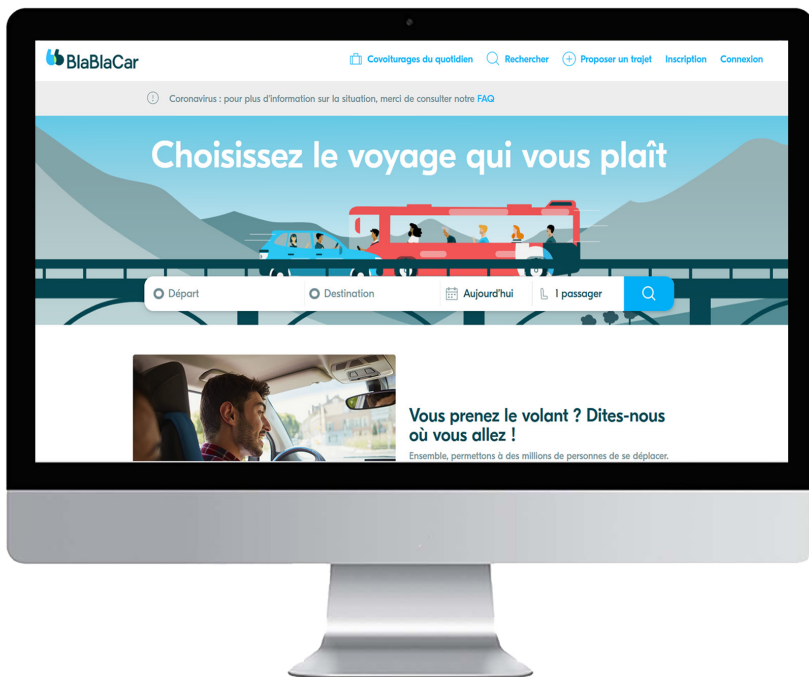 BlaBlaCar
Covoiturages du quotidien Rechercher Proposer un trajet Inscription Connexion
Coronavirus : pour plus d'information sur la situation, merci de consulter notre FAQ
Choisissez le voyage qui vous plaît
Départ Destination Aujourd'hui 1 passager
Vous prenez le volant ? Dites-nous
où vous allez !
Ensemble, permettons à des millions de personnes de se déplacer.